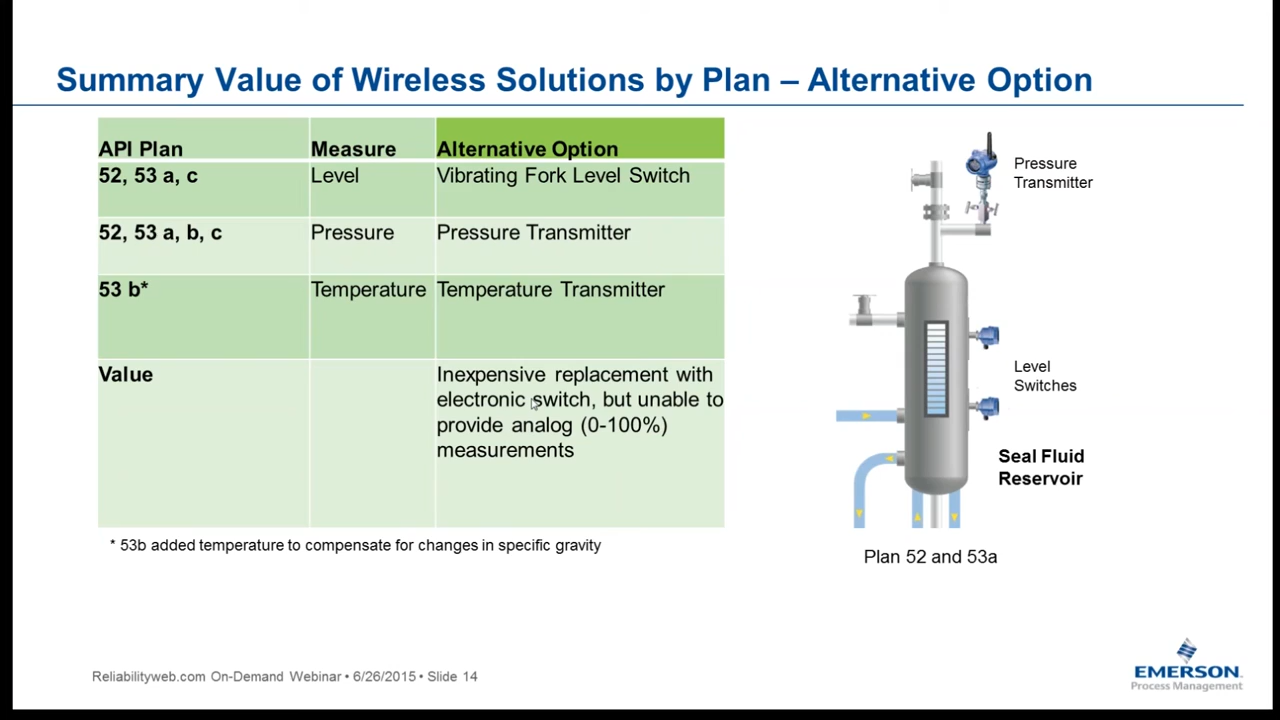 Summary Value of Wireless Solutions by Plan – Alternative Option
API Plan Measure Alternative Option
52, 53 a, c Level Vibrating Fork Level Switch
52, 53 a, b, c Pressure Pressure Transmitter
53 b* Temperature Temperature Transmitter
Value Inexpensive replacement with
electronic switch, but unable to
provide analog (0-100%)
measurements
* 53b added temperature to compensate for changes in specific gravity
Pressure
Transmitter
Level
Switches
Seal Fluid
Reservoir
Plan 52 and 53a
Reliabilityweb.com On-Demand Webinar • 6/26/2015 • Slide 14
EMERSON
Process Management